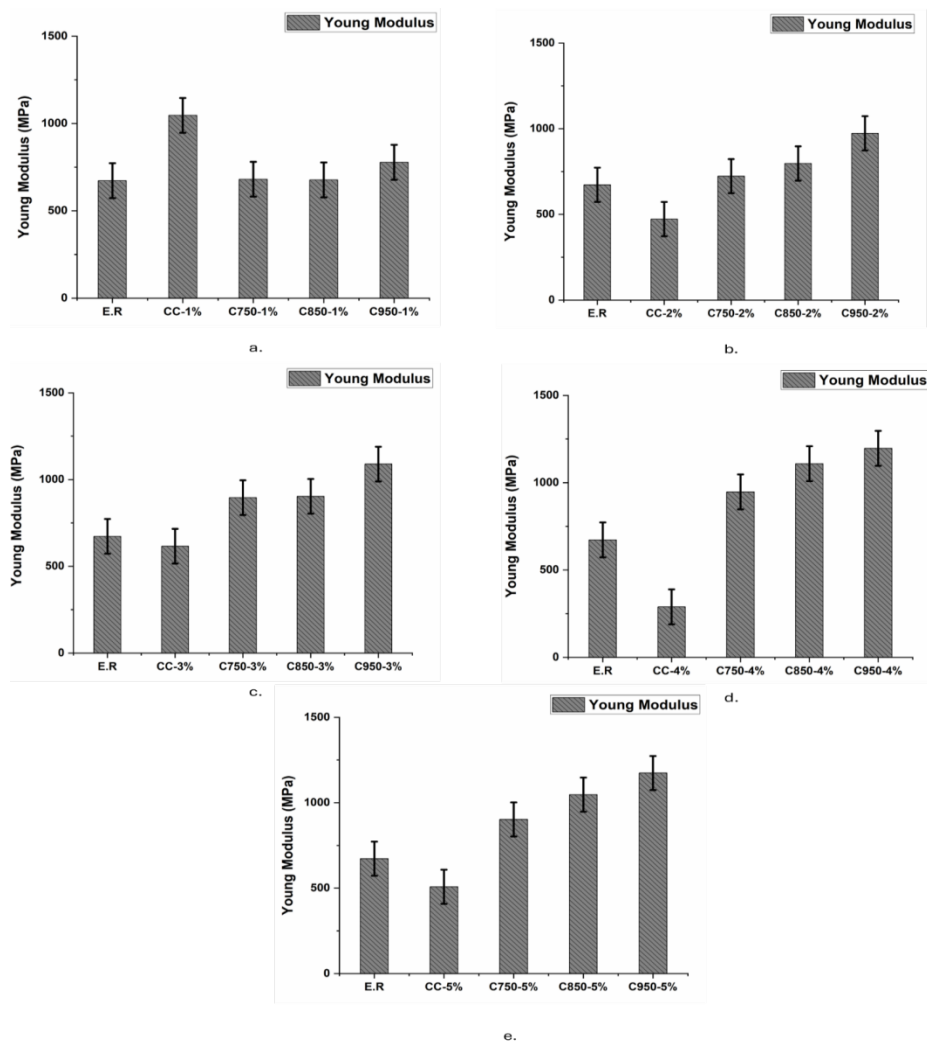 Young Modulus
1500
1000
500
0
Young Modulus (MPa)
E.R CC-1% C750-1% C850-1% C950-1%
a.
Young Modulus
1500
1000
500
0
Young Modulus (MPa)
E.R CC-2% C750-2% C850-2% C950-2%
b.
Young Modulus
1500
1000
500
0
Young Modulus (MPa)
E.R CC-3% C750-3% C850-3% C950-3%
c.
Young Modulus
1500
1000
500
0
Young Modulus (MPa)
E.R CC-4% C750-4% C850-4% C950-4%
d.
Young Modulus
1500
1000
500
0
Young Modulus (MPa)
E.R CC-5% C750-5% C850-5% C950-5%
e.